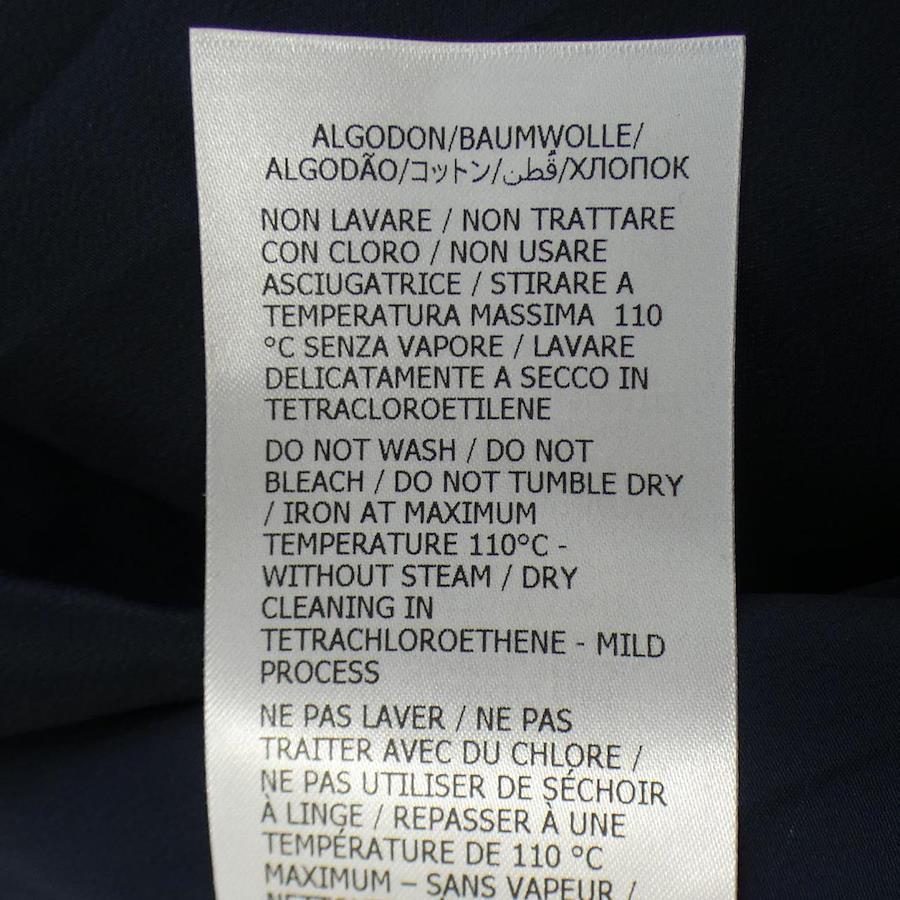 ALGODON/BAUMWOLLE/
ALGODÃO/コットン/قُطن/ХЛОПОК
NON LAVARE / NON TRATTARE
CON CLORO / NON USARE
ASCIUGATRICE / STIRARE A
TEMPERATURA MASSIMA 110
°C SENZA VAPORE / LAVARE
DELICATAMENTE A SECCO IN
TETRACLOROETILENE
DO NOT WASH / DO NOT
BLEACH / DO NOT TUMBLE DRY
/ IRON AT MAXIMUM
TEMPERATURE 110°C -
WITHOUT STEAM / DRY
CLEANING IN
TETRACHLOROETHENE - MILD
PROCESS
NE PAS LAVER / NE PAS
TRAITER AVEC DU CHLORE /
NE PAS UTILISER DE SÉCHOIR
À LINGE / REPASSER À UNE
TEMPÉRATURE DE 110 °C
MAXIMUM – SANS VAPEUR /